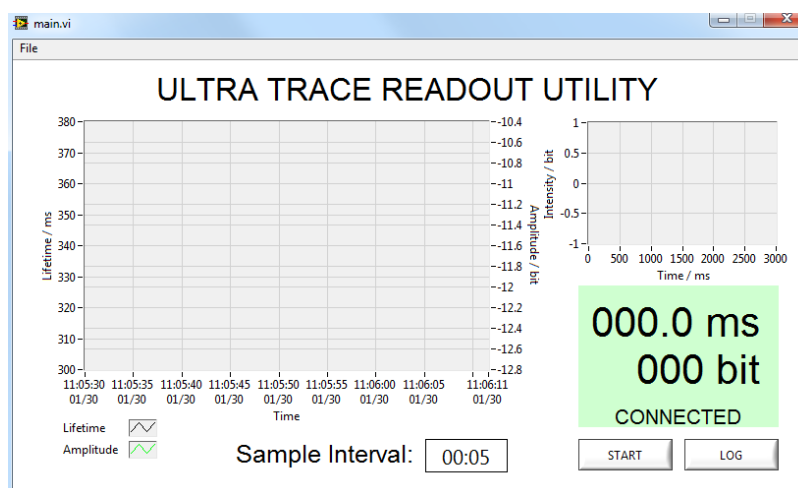 main.vi
File
ULTRA TRACE READOUT UTILITY
Lifetime / ms
380
370
360
350
340
330
320
310
300
-10.4
-10.6
-10.8
-11
-11.2
-11.4
-11.6
-11.8
-12
-12.2
-12.4
-12.6
-12.8
Amplitude / bit
11:05:30 11:05:35 11:05:40 11:05:45 11:05:50 11:05:55 11:06:00 11:06:05 11:06:11
01/30 01/30 01/30 01/30 01/30 01/30 01/30 01/30 01/30
Time
Intensity / bit
1
0.5
0
-0.5
-1
0 500 1000 1500 2000 2500 3000
Time / ms
000.0 ms
000 bit
CONNECTED
Lifetime
Amplitude
Sample Interval: 00:05
START LOG